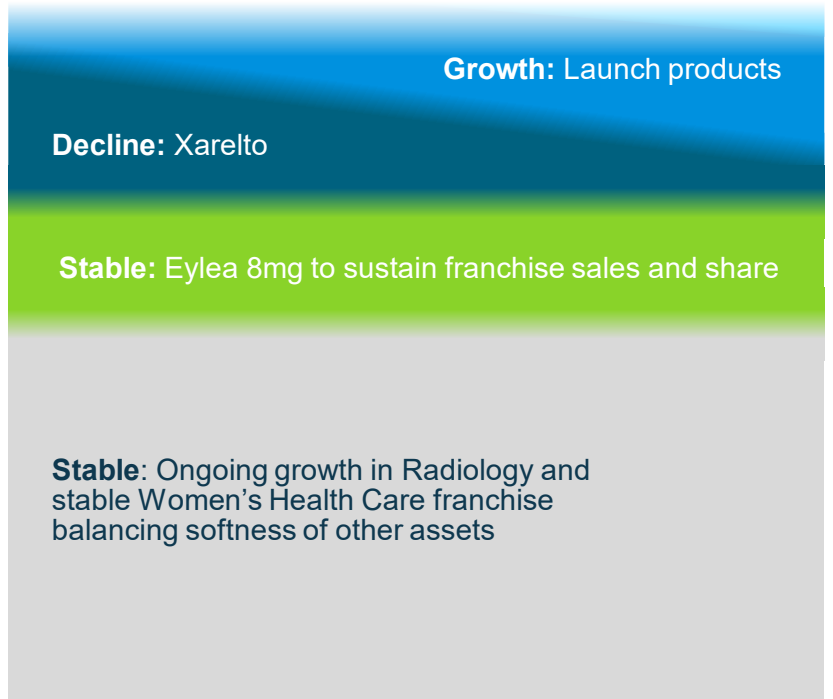 Growth: Launch products
Decline: Xarelto
Stable: Eylea 8mg to sustain franchise sales and share
Stable: Ongoing growth in Radiology and
stable Women’s Health Care franchise
balancing softness of other assets